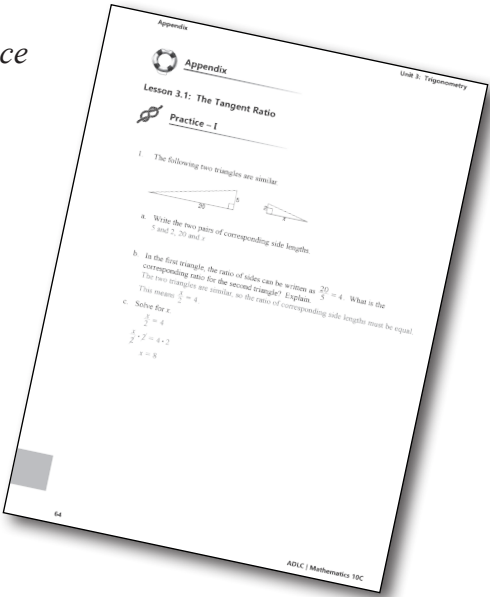 ce
Appendix
Unit 3: Trigonometry
Appendix
Lesson 3.1: The Tangent Ratio
Practice – I
1. The following two triangles are similar.
5
20
2
x
a. Write the two pairs of corresponding side lengths.
5 and 2, 20 and x
b. In the first triangle, the ratio of sides can be written as 20/5 = 4. What is the
corresponding ratio for the second triangle? Explain.
The two triangles are similar, so the ratio of corresponding side lengths must be equal.
This means x/2 = 4
c. Solve for x.
x/2 = 4
x/2 • 2 = 4 • 2
x = 8
64
ADLC | Mathematics 10C